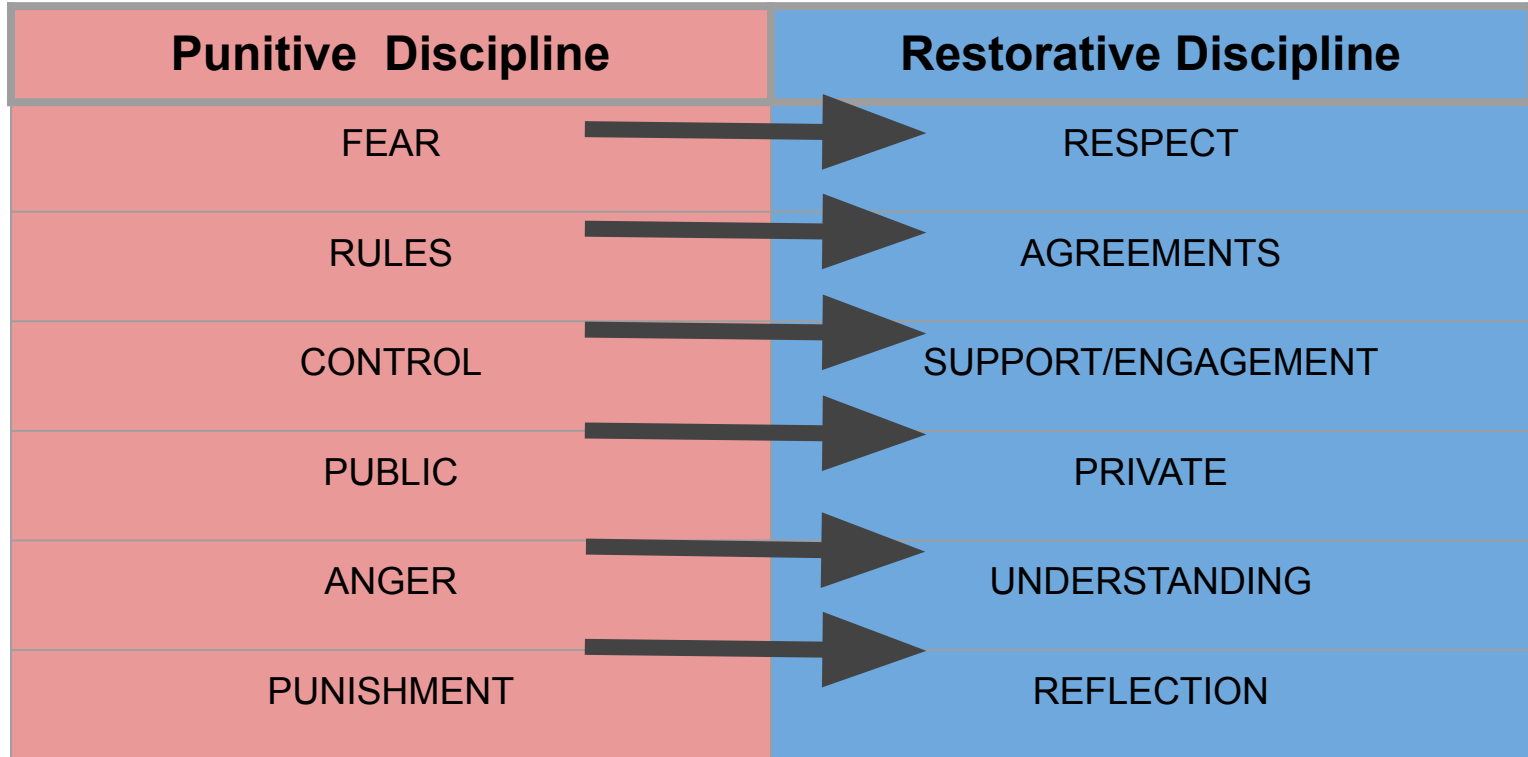 Punitive  Discipline
Restorative Discipline
FEAR
RESPECT
RULES
AGREEMENTS
CONTROL
SUPPORT/ENGAGEMENT
PUBLIC
PRIVATE
ANGER
UNDERSTANDING
PUNISHMENT
REFLECTION